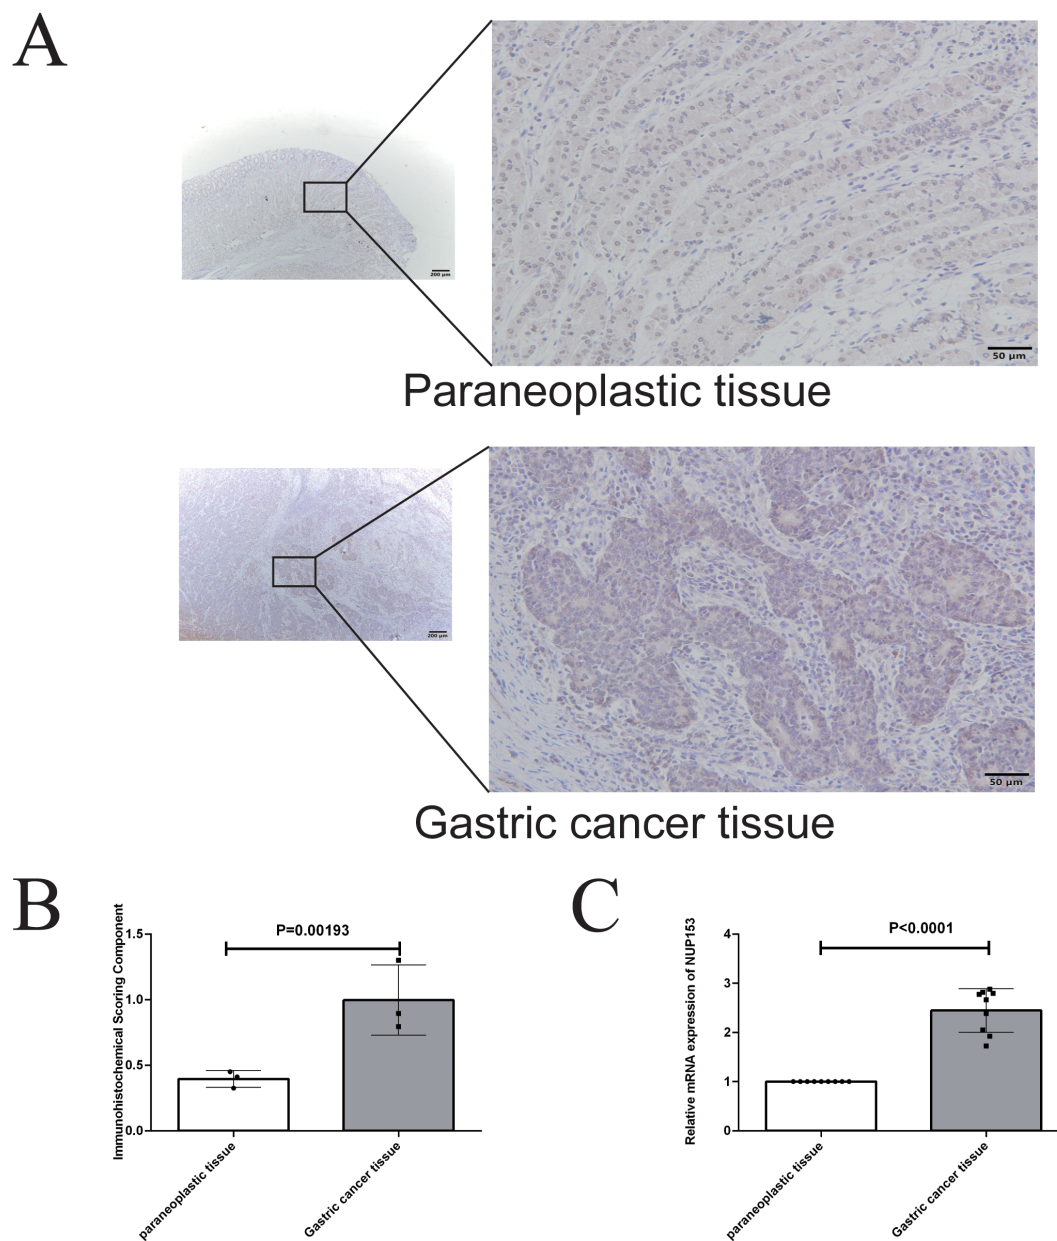 A
200 µm
50 µm
Paraneoplastic tissue
200 µm
50 µm
Gastric cancer tissue
B
Immunohistochemical Scoring Component
1.5
1.0
0.5
0.0
P=0.00193
paraneoplastic tissue
Gastric cancer tissue
C
Relative mRNA expression of NUP153
4
3
2
1
0
P<0.0001
paraneoplastic tissue
Gastric cancer tissue